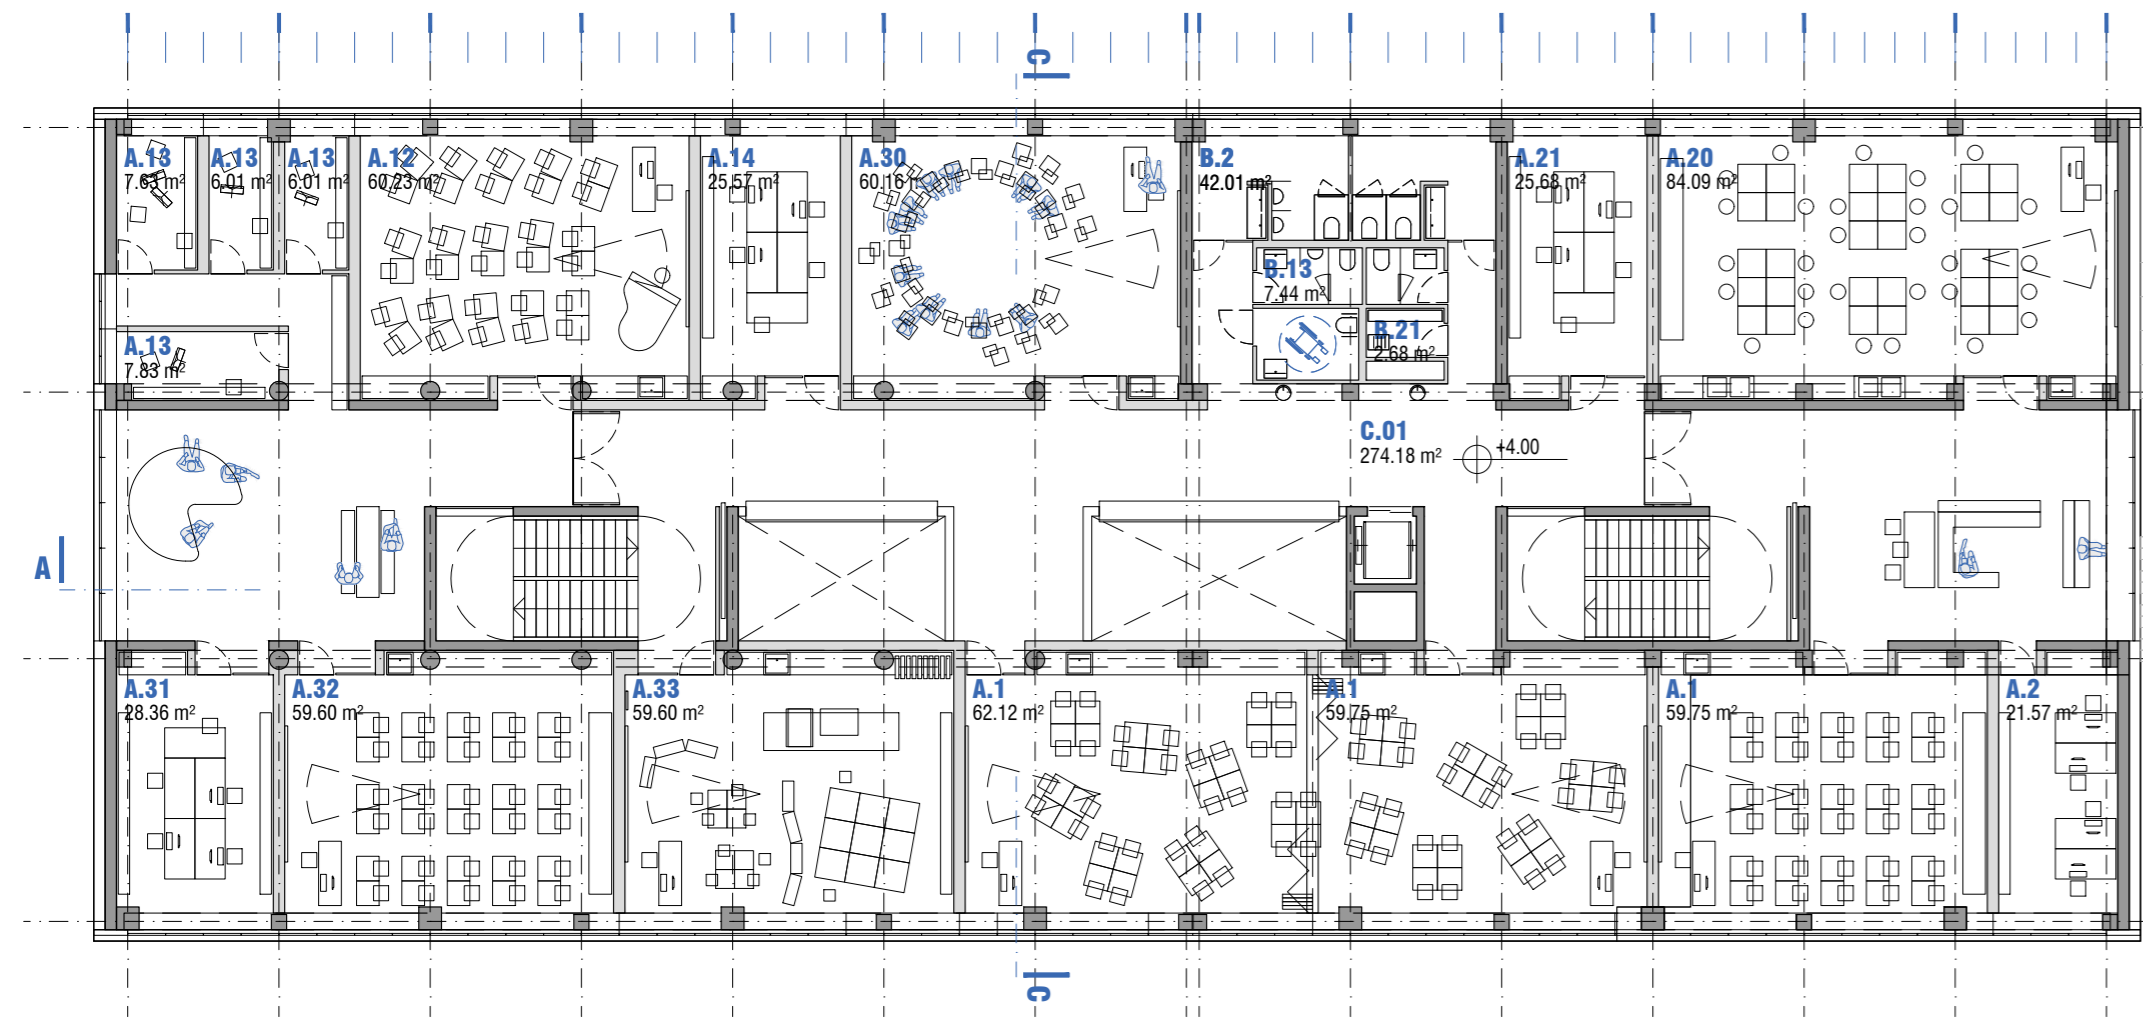 C
A.13
7.63 m²
A.13
6.01 m²
A.13
6.01 m²
A.12
60.23 m²
A.14
25.57 m²
A.30
60.16 m²
B.2
42.01 m²
A.21
25.68 m²
A.20
84.09 m²
B.13
7.44 m²
B.21
2.68 m²
A.13
7.83 m²
C.01
274.18 m²
+4.00
A
A.31
28.36 m²
A.32
59.60 m²
A.33
59.60 m²
A.1
62.12 m²
A.1
59.75 m²
A.1
59.75 m²
A.2
21.57 m²
C